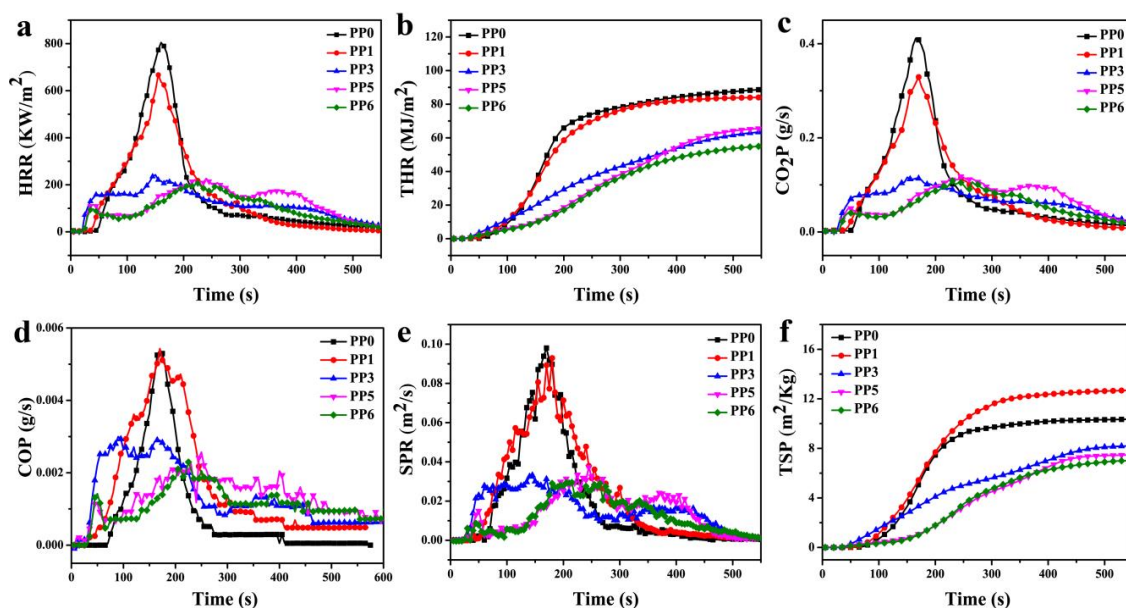 a
HRR (KW/m²)
800
600
400
200
0
0 100 200 300 400 500
Time (s)
PP0
PP1
PP3
PP5
PP6
b
THR (MJ/m²)
140
120
100
80
60
40
20
0
0 100 200 300 400 500
Time (s)
PP0
PP1
PP3
PP5
PP6
c
CO₂P (g/s)
0.4
0.2
0.0
0 100 200 300 400 500
Time (s)
PP0
PP1
PP3
PP5
PP6
d
COP (g/s)
0.006
0.004
0.002
0.000
0 100 200 300 400 500 600
Time (s)
PP0
PP1
PP3
PP5
PP6
e
SPR (m²/s)
0.10
0.08
0.06
0.04
0.02
0.00
0 100 200 300 400 500
Time (s)
PP0
PP1
PP3
PP5
PP6
f
TSP (m²/Kg)
16
12
8
4
0
0 100 200 300 400 500
Time (s)
PP0
PP1
PP3
PP5
PP6